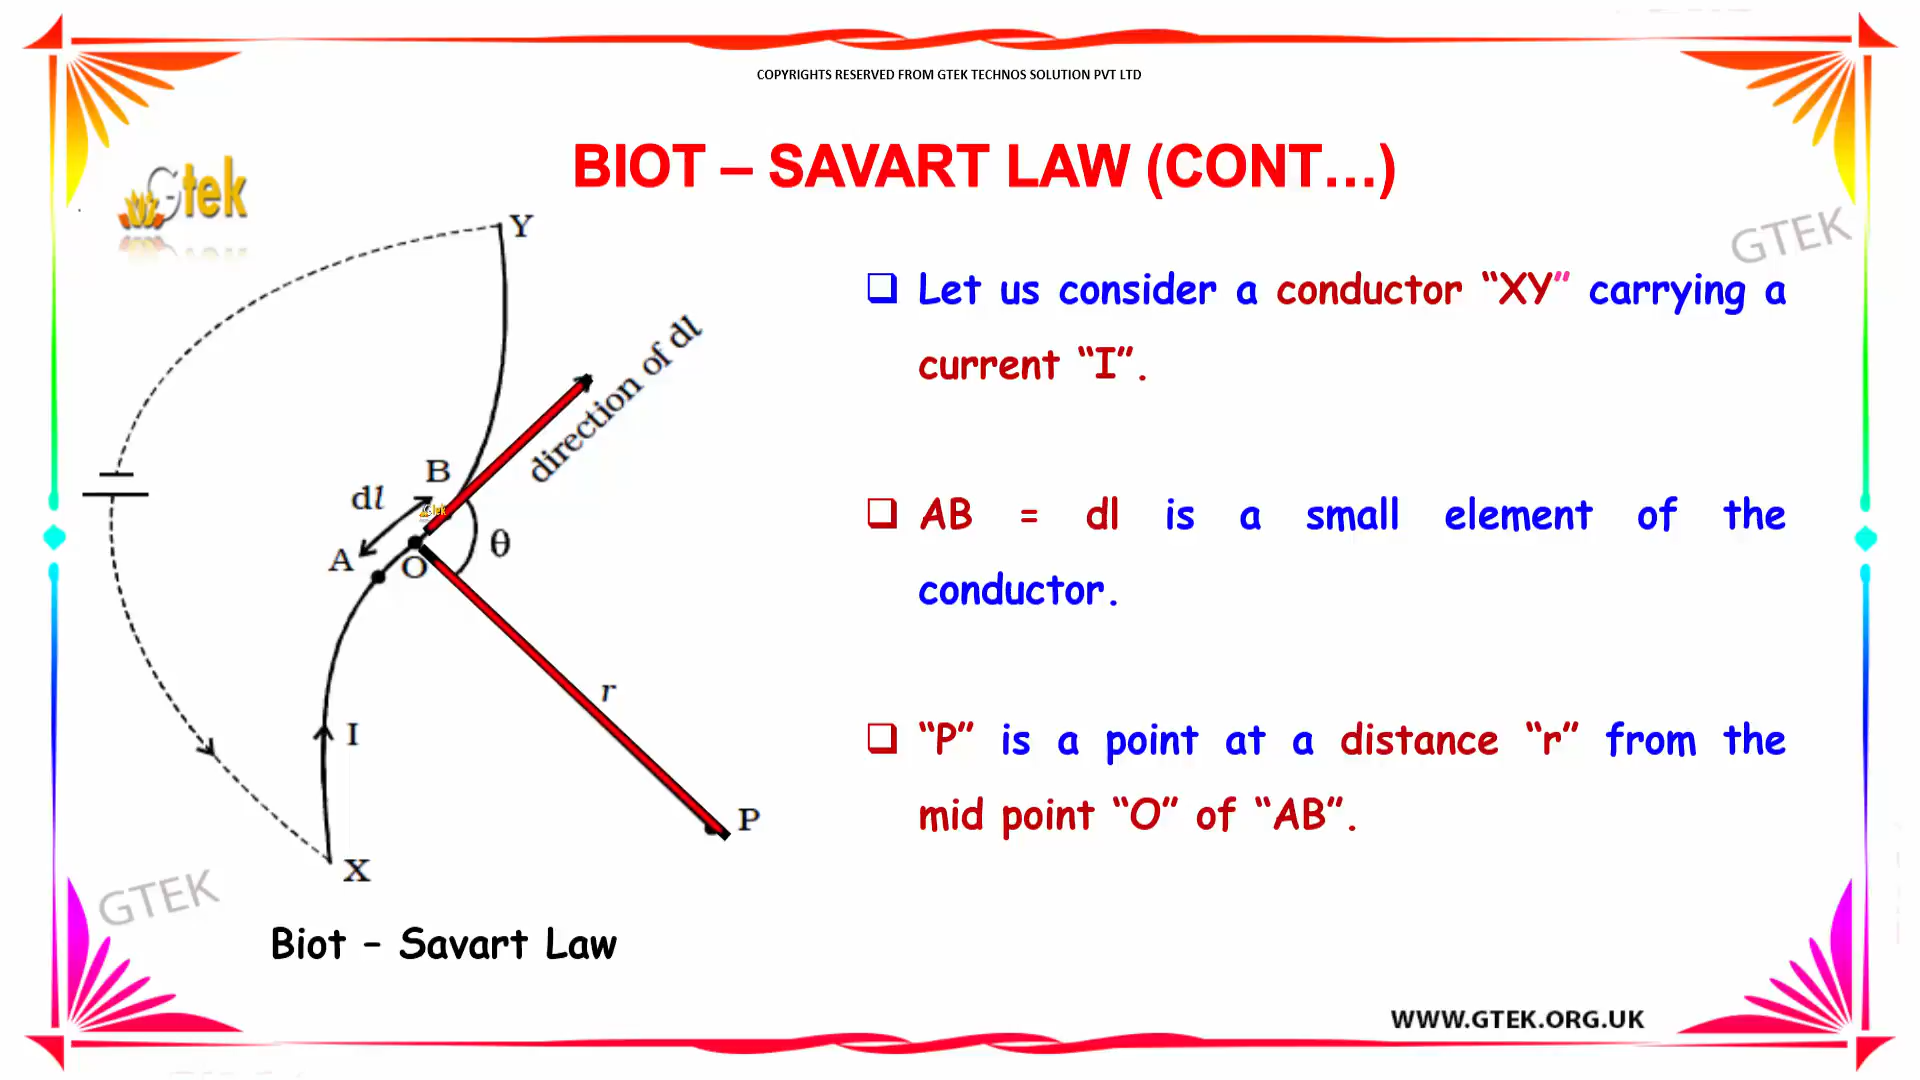 COPYRIGHTS RESERVED FROM GTEK TECHNOS SOLUTION PVT LTD
BIOT – SAVART LAW (CONT...)
Gtek
GTEK
Let us consider a conductor “XY” carrying a
current “I”.
AB = dl is a small element of the
conductor.
“P” is a point at a distance “r” from the
mid point “O” of “AB”.
Y
direction of dl
B
dl
Gtek
A
O
θ
r
I
P
X
GTEK
Biot – Savart Law
WWW.GTEK.ORG.UK